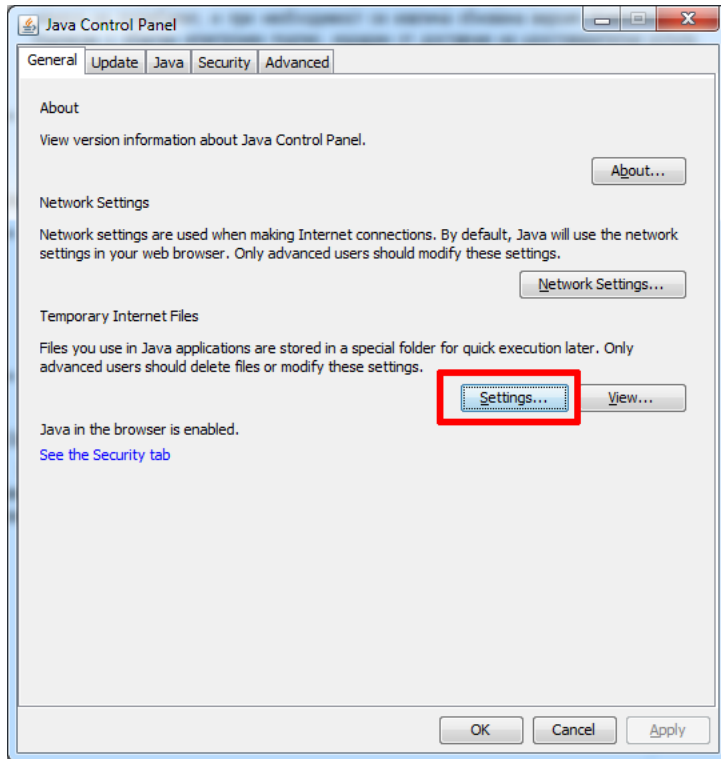 Java Control Panel
General Update Java Security Advanced
About
View version information about Java Control Panel.
About...
Network Settings
Network settings are used when making Internet connections. By default, Java will use the network
settings in your web browser. Only advanced users should modify these settings.
Network Settings...
Temporary Internet Files
Files you use in Java applications are stored in a special folder for quick execution later. Only
advanced users should delete files or modify these settings.
Settings... View...
Java in the browser is enabled.
See the Security tab
OK Cancel Apply